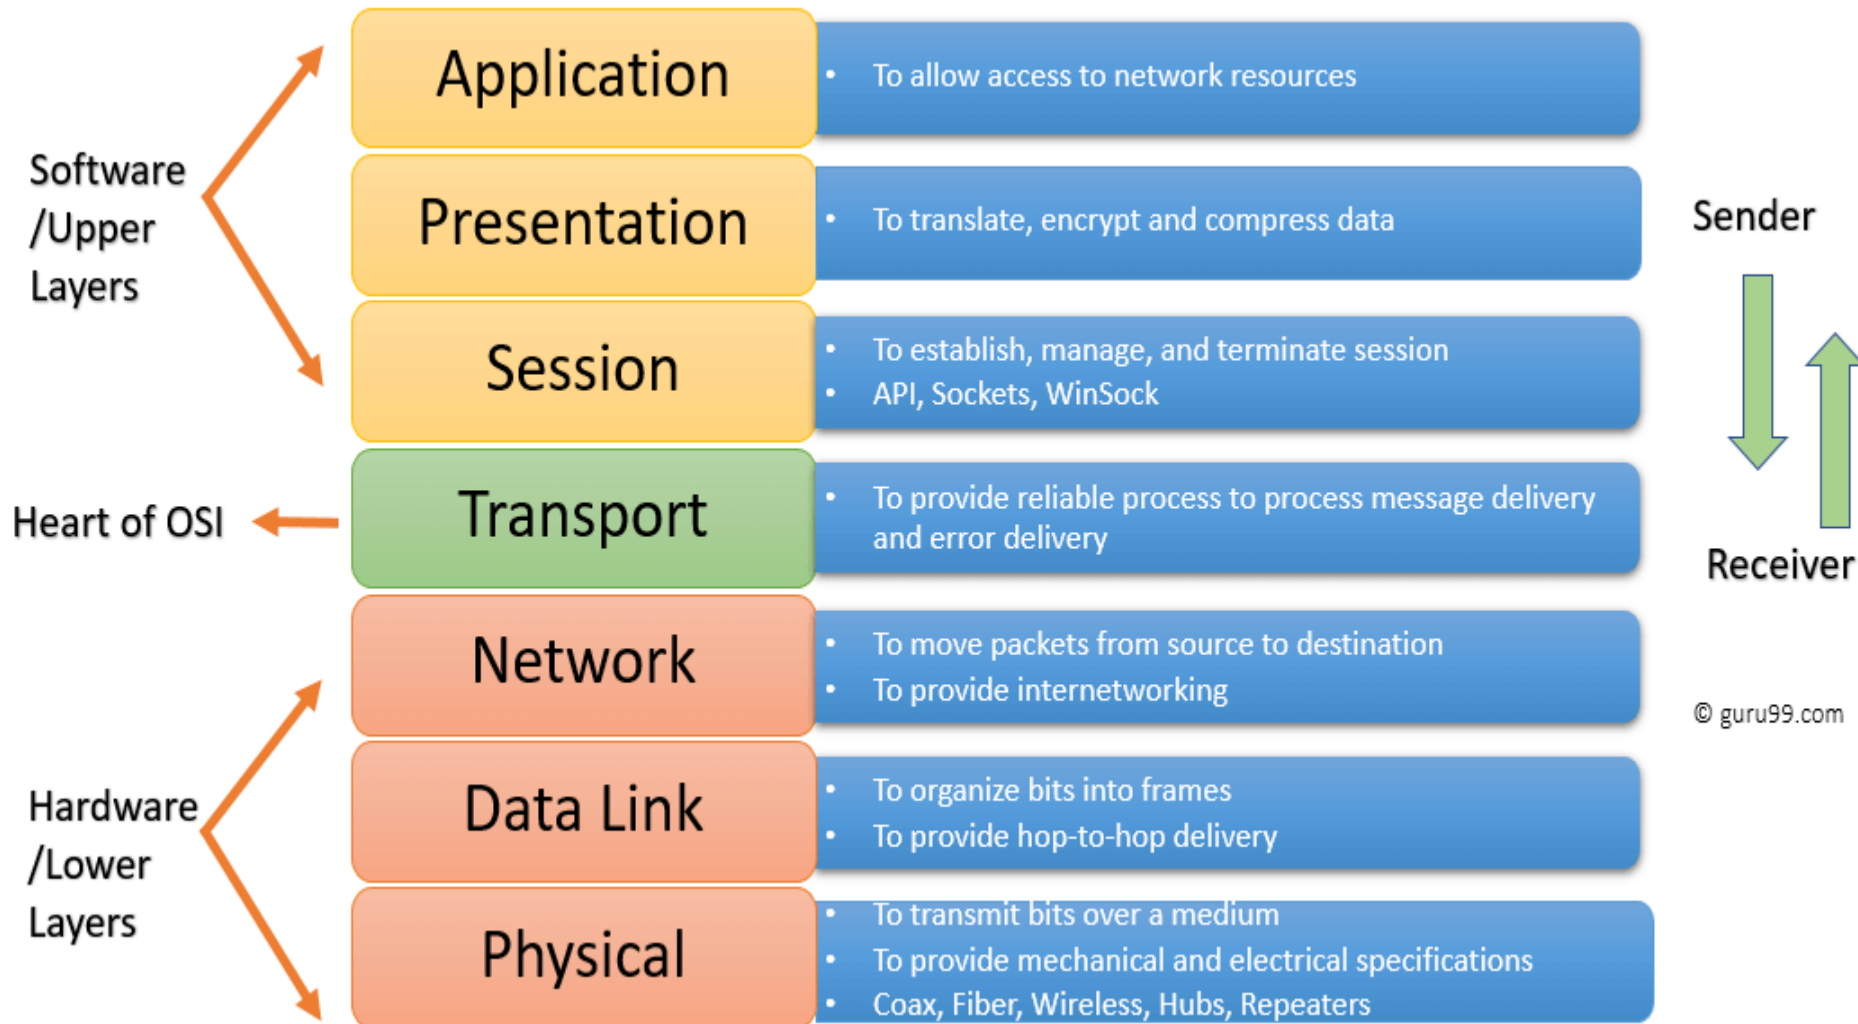 Application
• To allow access to network resources
Software
/Upper
Layers
Presentation
• To translate, encrypt and compress data
Sender
Session
• To establish, manage, and terminate session
• API, Sockets, WinSock
Heart of OSI
Transport
• To provide reliable process to process message delivery
and error delivery
Receiver
Network
• To move packets from source to destination
• To provide internetworking
© guru99.com
Hardware
/Lower
Layers
Data Link
• To organize bits into frames
• To provide hop-to-hop delivery
Physical
• To transmit bits over a medium
• To provide mechanical and electrical specifications
• Coax, Fiber, Wireless, Hubs, Repeaters